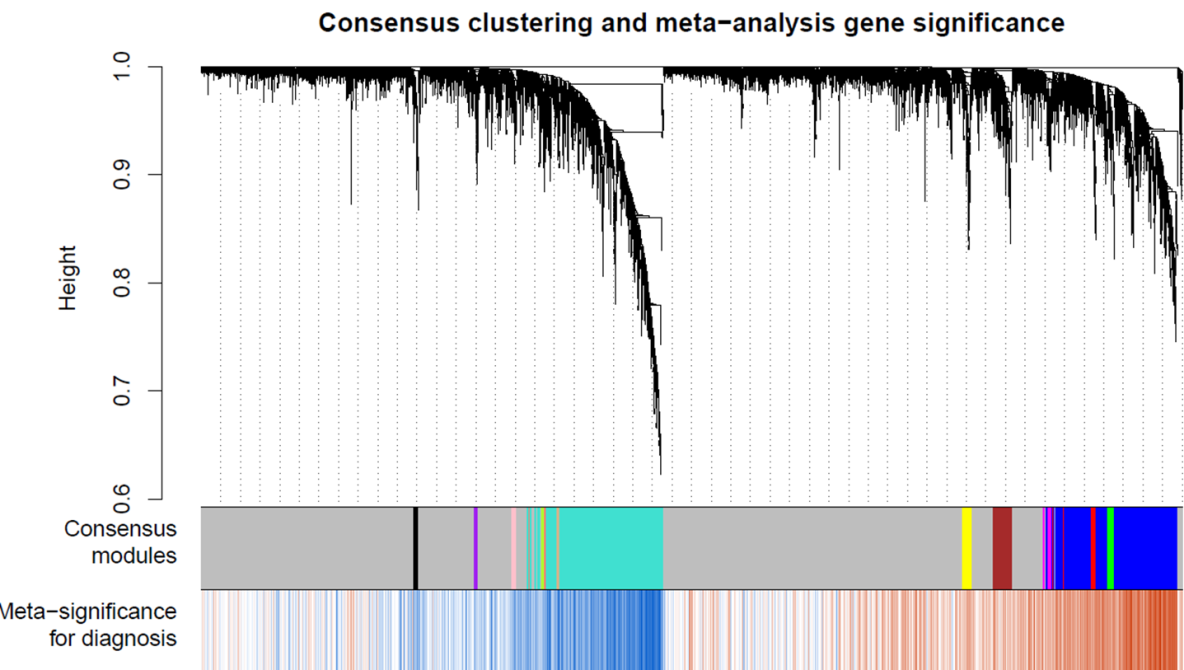 Consensus clustering and meta−analysis gene significance
1.0
0.9
0.8
0.7
0.6
Height
Consensus
modules
Meta−significance
for diagnosis